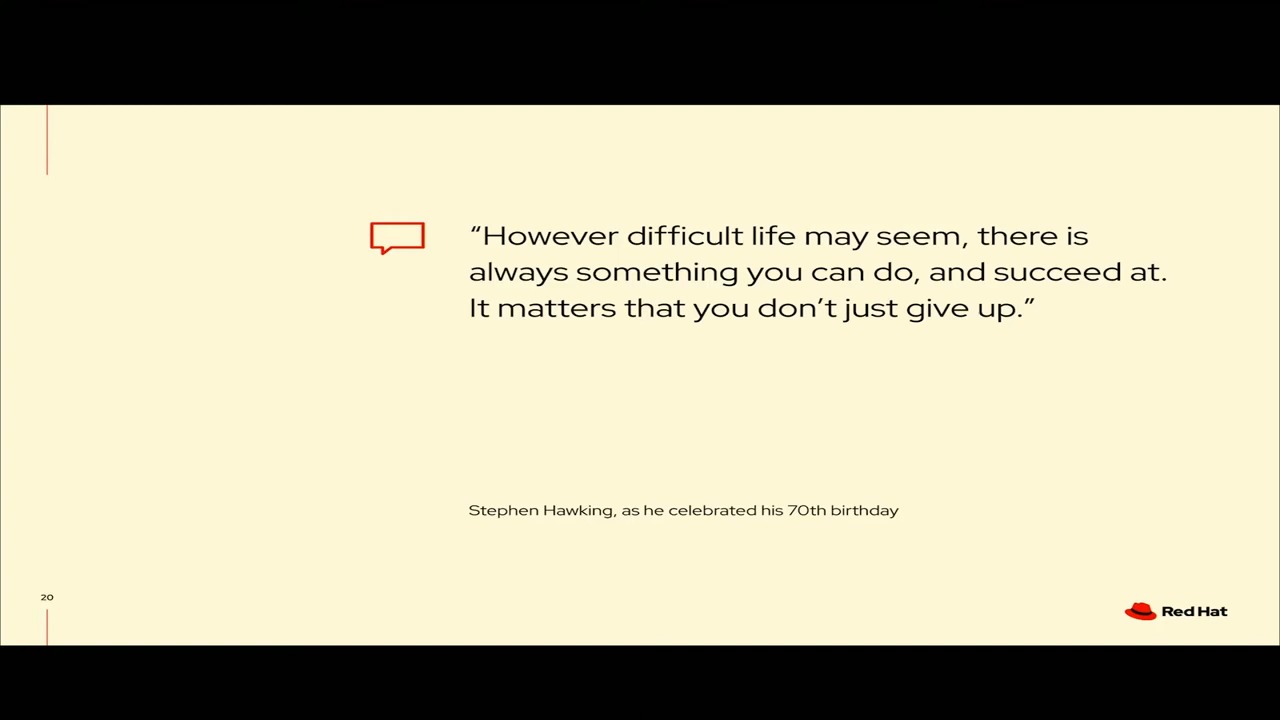 “However difficult life may seem, there is
always something you can do, and succeed at.
It matters that you don’t just give up.”
Stephen Hawking, as he celebrated his 70th birthday
20
Red Hat